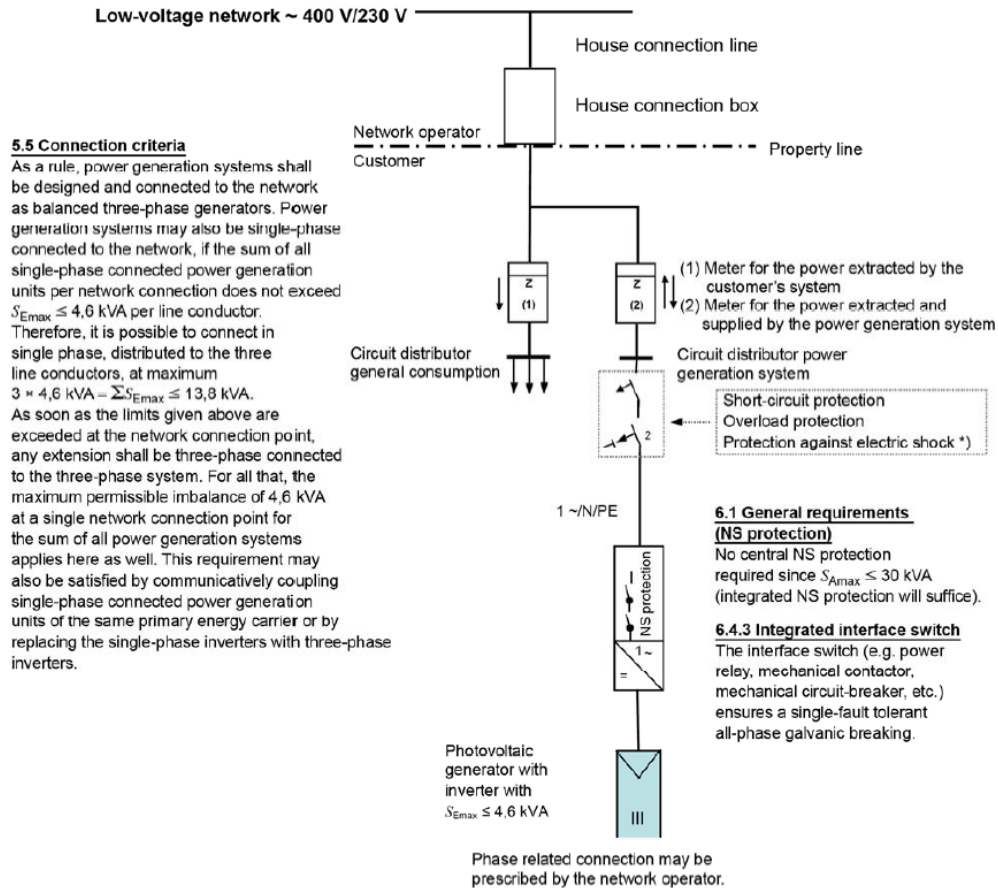 Low-voltage network ~ 400 V/230 V
House connection line
House connection box
Network operator
Customer
Property line
5.5 Connection criteria
As a rule, power generation systems shall
be designed and connected to the network
as balanced three-phase generators. Power
generation systems may also be single-phase
connected to the network, if the sum of all
single-phase connected power generation
units per network connection does not exceed
SEmax ≤ 4,6 kVA per line conductor.
Therefore, it is possible to connect in
single phase, distributed to the three
line conductors, at maximum
3 × 4,6 kVA = ΣSEmax ≤ 13,8 kVA.
As soon as the limits given above are
exceeded at the network connection point,
any extension shall be three-phase connected
to the three-phase system. For all that, the
maximum permissible imbalance of 4,6 kVA
at a single network connection point for
the sum of all power generation systems
applies here as well. This requirement may
also be satisfied by communicatively coupling
single-phase connected power generation
units of the same primary energy carrier or by
replacing the single-phase inverters with three-phase
inverters.
Z
(1)
Z
(2)
(1) Meter for the power extracted by the
customer's system
(2) Meter for the power extracted and
supplied by the power generation system
Circuit distributor
general consumption
Circuit distributor power
generation system
2
Short-circuit protection
Overload protection
Protection against electric shock *)
1 ~/N/PE
NS protection
1 ~
=
6.1 General requirements
(NS protection)
No central NS protection
required since SAmax ≤ 30 kVA
(integrated NS protection will suffice).
6.4.3 Integrated interface switch
The interface switch (e.g. power
relay, mechanical contactor,
mechanical circuit-breaker, etc.)
ensures a single-fault tolerant
all-phase galvanic breaking.
Photovoltaic
generator with
inverter with
SEmax ≤ 4,6 kVA
III
Phase related connection may be
prescribed by the network operator.